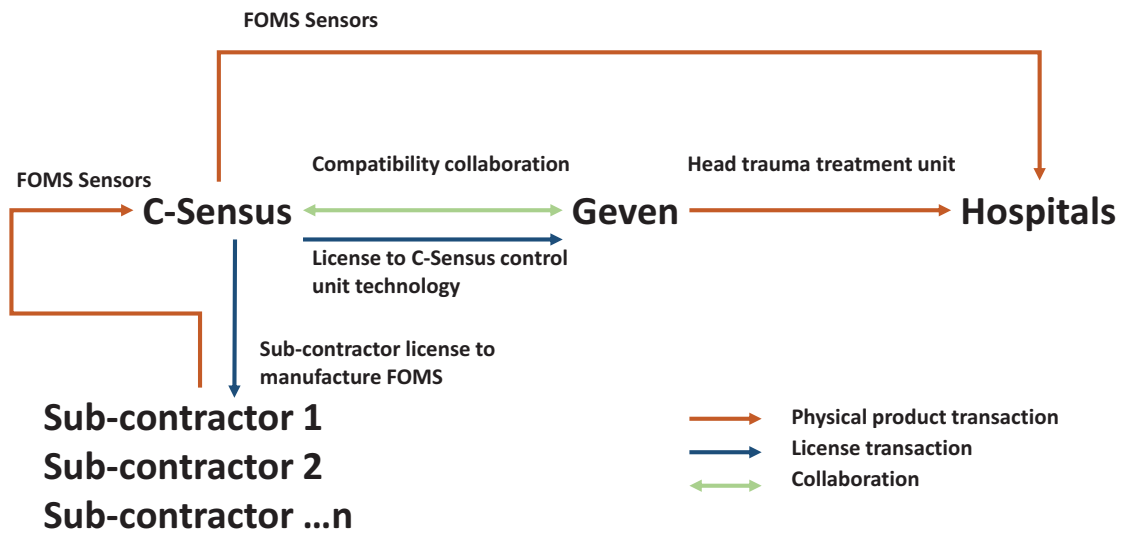 FOMS Sensors
Compatibility collaboration
Head trauma treatment unit
FOMS Sensors
C-Sensus
Geven
Hospitals
License to C-Sensus control
unit technology
Sub-contractor license to
manufacture FOMS
Sub-contractor 1
Sub-contractor 2
Sub-contractor ...n
Physical product transaction
License transaction
Collaboration